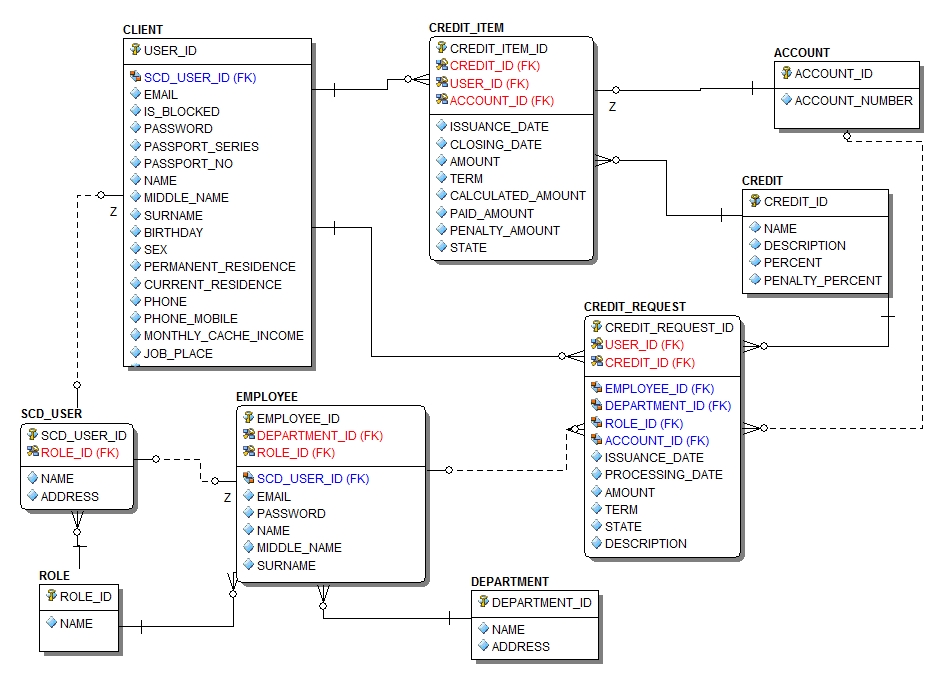 CLIENT
USER_ID
SCD_USER_ID (FK)
EMAIL
IS_BLOCKED
PASSWORD
PASSPORT_SERIES
PASSPORT_NO
NAME
MIDDLE_NAME
SURNAME
BIRTHDAY
SEX
PERMANENT_RESIDENCE
CURRENT_RESIDENCE
PHONE
PHONE_MOBILE
MONTHLY_CACHE_INCOME
JOB_PLACE
CREDIT_ITEM
CREDIT_ITEM_ID
CREDIT_ID (FK)
USER_ID (FK)
ACCOUNT_ID (FK)
ISSUANCE_DATE
CLOSING_DATE
AMOUNT
TERM
CALCULATED_AMOUNT
PAID_AMOUNT
PENALTY_AMOUNT
STATE
Z
ACCOUNT
ACCOUNT_ID
ACCOUNT_NUMBER
CREDIT
CREDIT_ID
NAME
DESCRIPTION
PERCENT
PENALTY_PERCENT
Z
CREDIT_REQUEST
CREDIT_REQUEST_ID
USER_ID (FK)
CREDIT_ID (FK)
EMPLOYEE_ID (FK)
DEPARTMENT_ID (FK)
ROLE_ID (FK)
ACCOUNT_ID (FK)
ISSUANCE_DATE
PROCESSING_DATE
AMOUNT
TERM
STATE
DESCRIPTION
SCD_USER
SCD_USER_ID
ROLE_ID (FK)
NAME
ADDRESS
EMPLOYEE
EMPLOYEE_ID
DEPARTMENT_ID (FK)
ROLE_ID (FK)
SCD_USER_ID (FK)
EMAIL
PASSWORD
NAME
MIDDLE_NAME
SURNAME
Z
ROLE
ROLE_ID
NAME
DEPARTMENT
DEPARTMENT_ID
NAME
ADDRESS